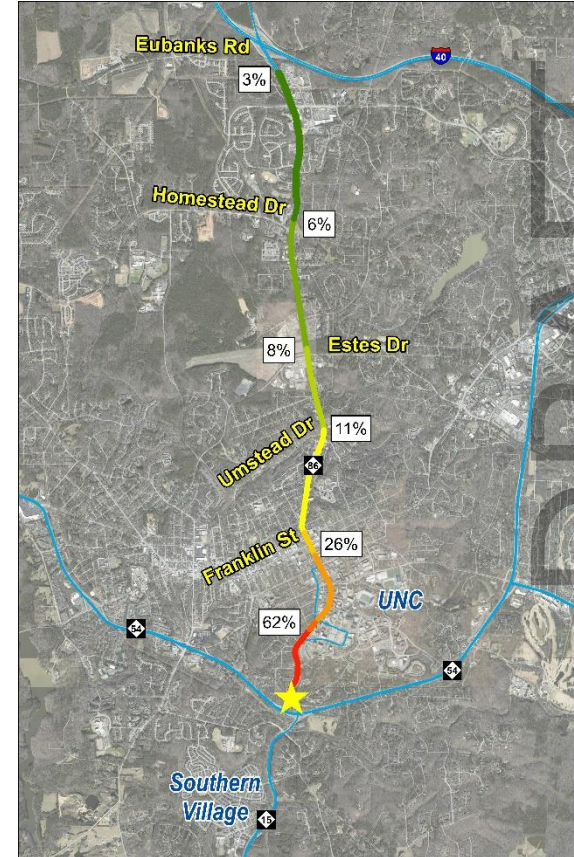 Eubanks Rd
40
3%
Homestead Dr
6%
Estes Dr
8%
11%
Umstead Dr
86
Franklin St
26%
UNC
62%
54
54
Southern
Village
15